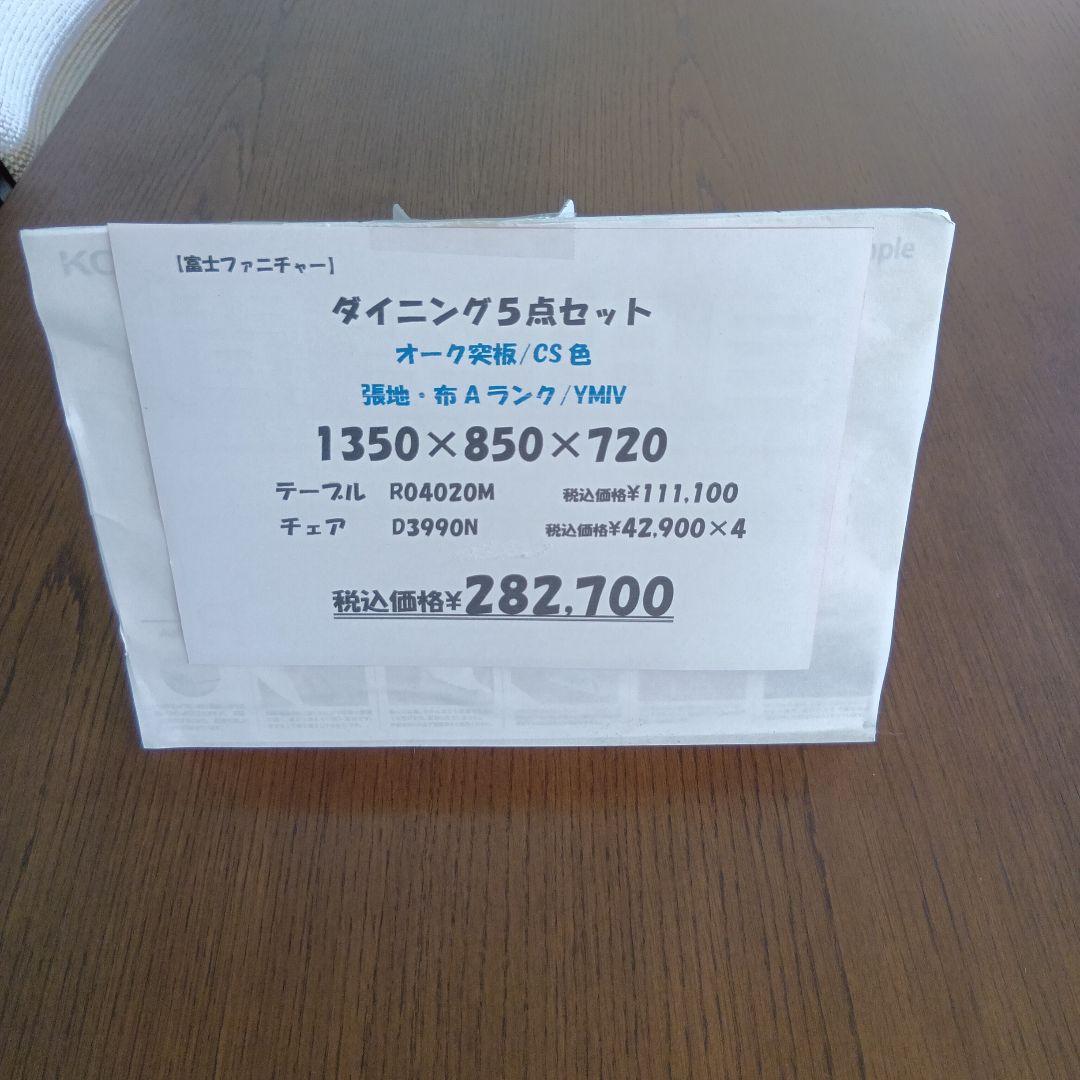 【富士ファニチャー】
ダイニング５点セット
オーク突板/CS色
張地・布Aランク/YMIV
1350×850×720
テーブル R04020M 税込価格¥111,100
チェア D3990N 税込価格¥42,900×4
税込価格¥282,700